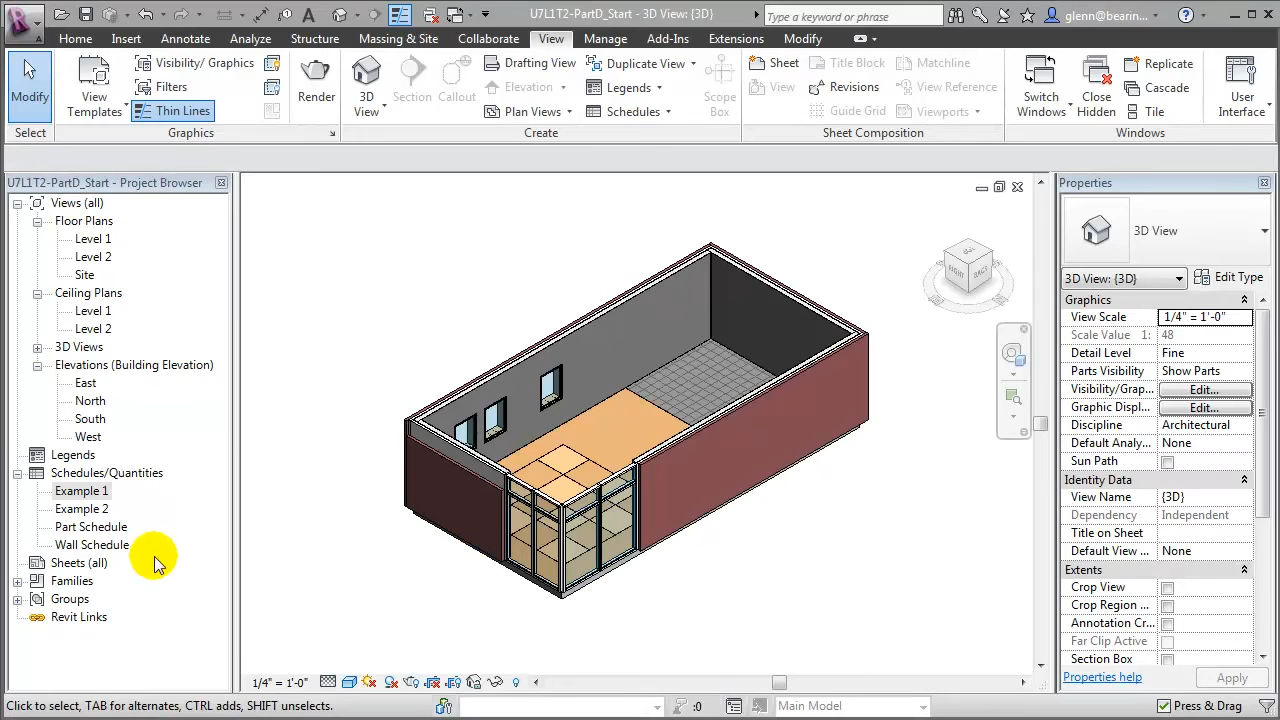 U7L1T2-PartD_Start - 3D View: {3D}
Type a keyword or phrase
glenn@bearin...
Home Insert Annotate Analyze Structure Massing & Site Collaborate View Manage Add-Ins Extensions Modify
Modify
Select
View Templates
Visibility/ Graphics
Filters
Thin Lines
Graphics
Render
3D View
Section
Callout
Drafting View
Elevation
Plan Views
Duplicate View
Legends
Schedules
Scope Box
Create
Sheet
View
Title Block
Revisions
Guide Grid
Matchline
View Reference
Viewports
Sheet Composition
Switch Windows
Close Hidden
Replicate
Cascade
Tile
Windows
User Interface
U7L1T2-PartD_Start - Project Browser
Views (all)
Floor Plans
Level 1
Level 2
Site
Ceiling Plans
Level 1
Level 2
3D Views
Elevations (Building Elevation)
East
North
South
West
Legends
Schedules/Quantities
Example 1
Example 2
Part Schedule
Wall Schedule
Sheets (all)
Families
Groups
Revit Links
RIGHT BACK
Properties
3D View
3D View: {3D} Edit Type
Graphics
View Scale 1/4" = 1'-0"
Scale Value 1: 48
Detail Level Fine
Parts Visibility Show Parts
Visibility/Grap... Edit...
Graphic Displ... Edit...
Discipline Architectural
Default Analy... None
Sun Path
Identity Data
View Name {3D}
Dependency Independent
Title on Sheet
Default View ... None
Extents
Crop View
Crop Region ...
Annotation Cr...
Far Clip Active
Section Box
Properties help Apply
1/4" = 1'-0"
Click to select, TAB for alternates, CTRL adds, SHIFT unselects.
:0
Main Model
Press & Drag